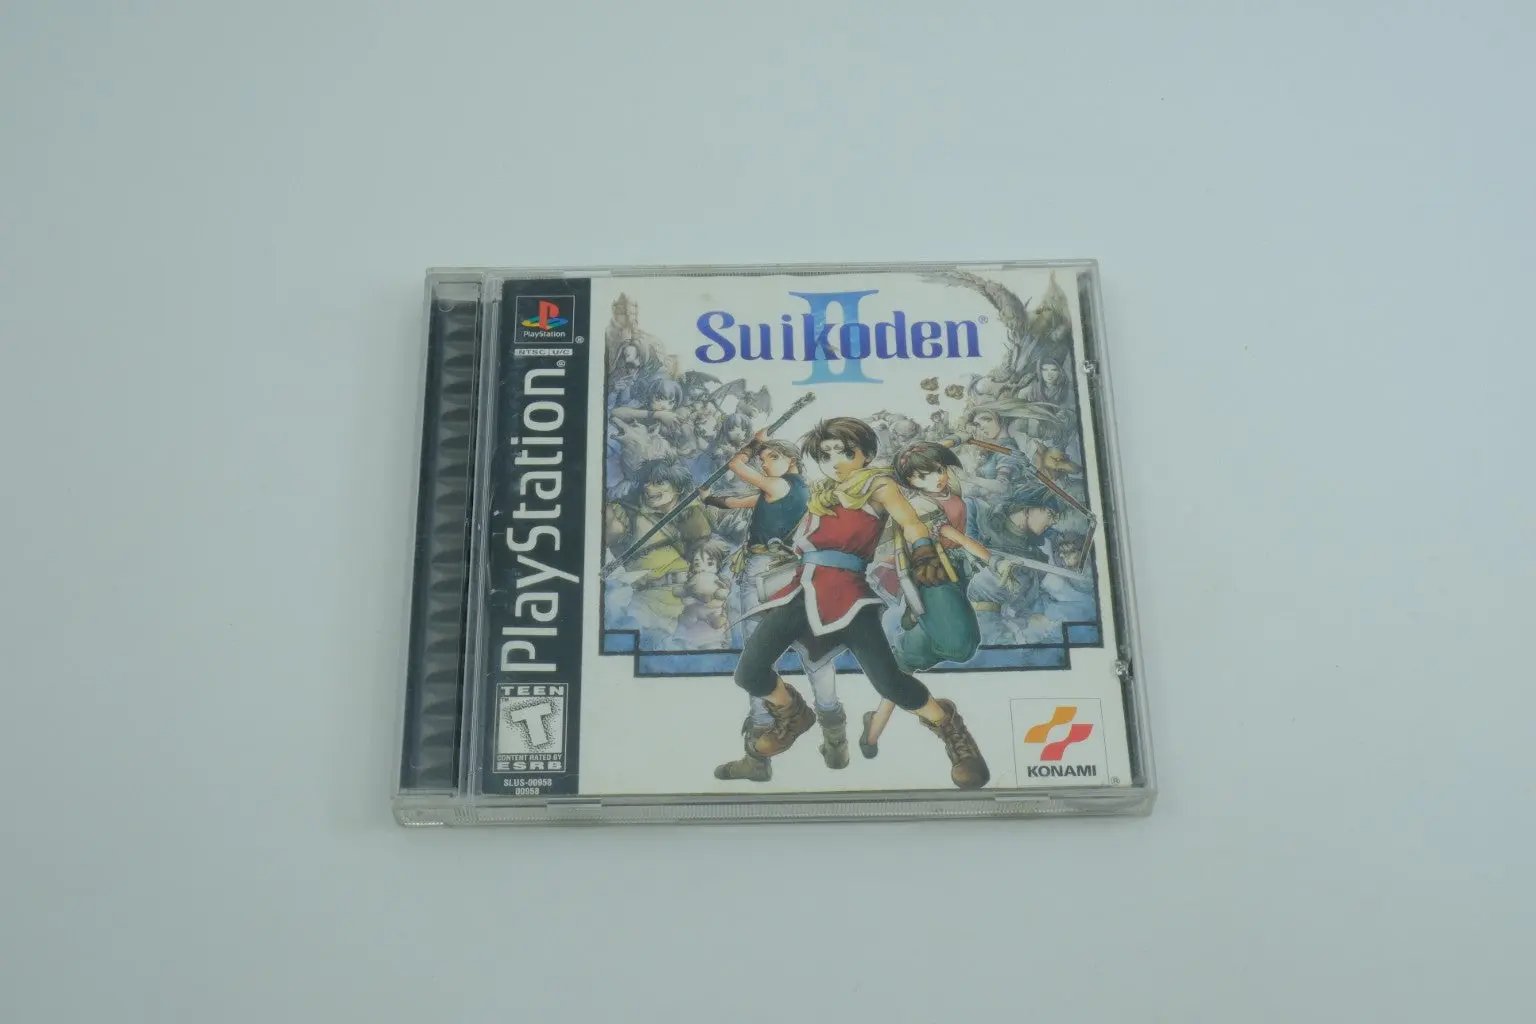 PlayStation
®
NTSC U/C
PlayStation®
TEEN
T
CONTENT RATED BY
ESRB
SLUS-00958
00958
II
Suikoden®
KONAMI
®